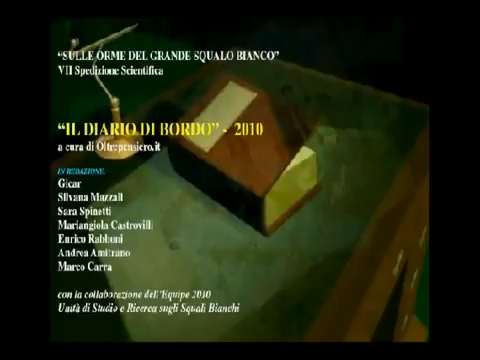 "SULLE ORME DEL GRANDE SQUALO BIANCO"
VII Spedizione Scientifica
"IL DIARIO DI BORDO" - 2010
a cura di Oltrepensiero.it
IN REDAZIONE:
Gicar
Silvana Mazzali
Sara Spinetti
Mariangiola Castrovilli
Enrico Rabboni
Andrea Amitrano
Marco Carra
con la collaborazione dell'Equipe 2010
Unità di Studio e Ricerca sugli Squali Bianchi